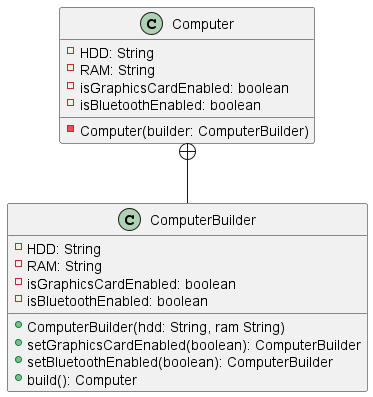 C Computer
HDD: String
RAM: String
isGraphicsCardEnabled: boolean
isBluetoothEnabled: boolean
Computer(builder: ComputerBuilder)
C ComputerBuilder
HDD: String
RAM: String
isGraphicsCardEnabled: boolean
isBluetoothEnabled: boolean
ComputerBuilder(hdd: String, ram String)
setGraphicsCardEnabled(boolean): ComputerBuilder
setBluetoothEnabled(boolean): ComputerBuilder
build(): Computer